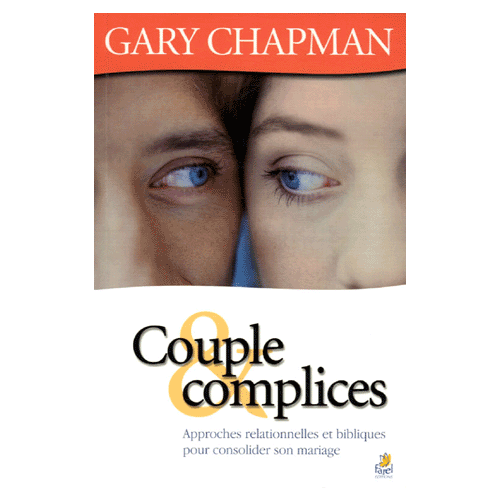 GARY CHAPMAN
Couple
&
complices
Approches relationnelles et bibliques
pour consolider son mariage
Farel